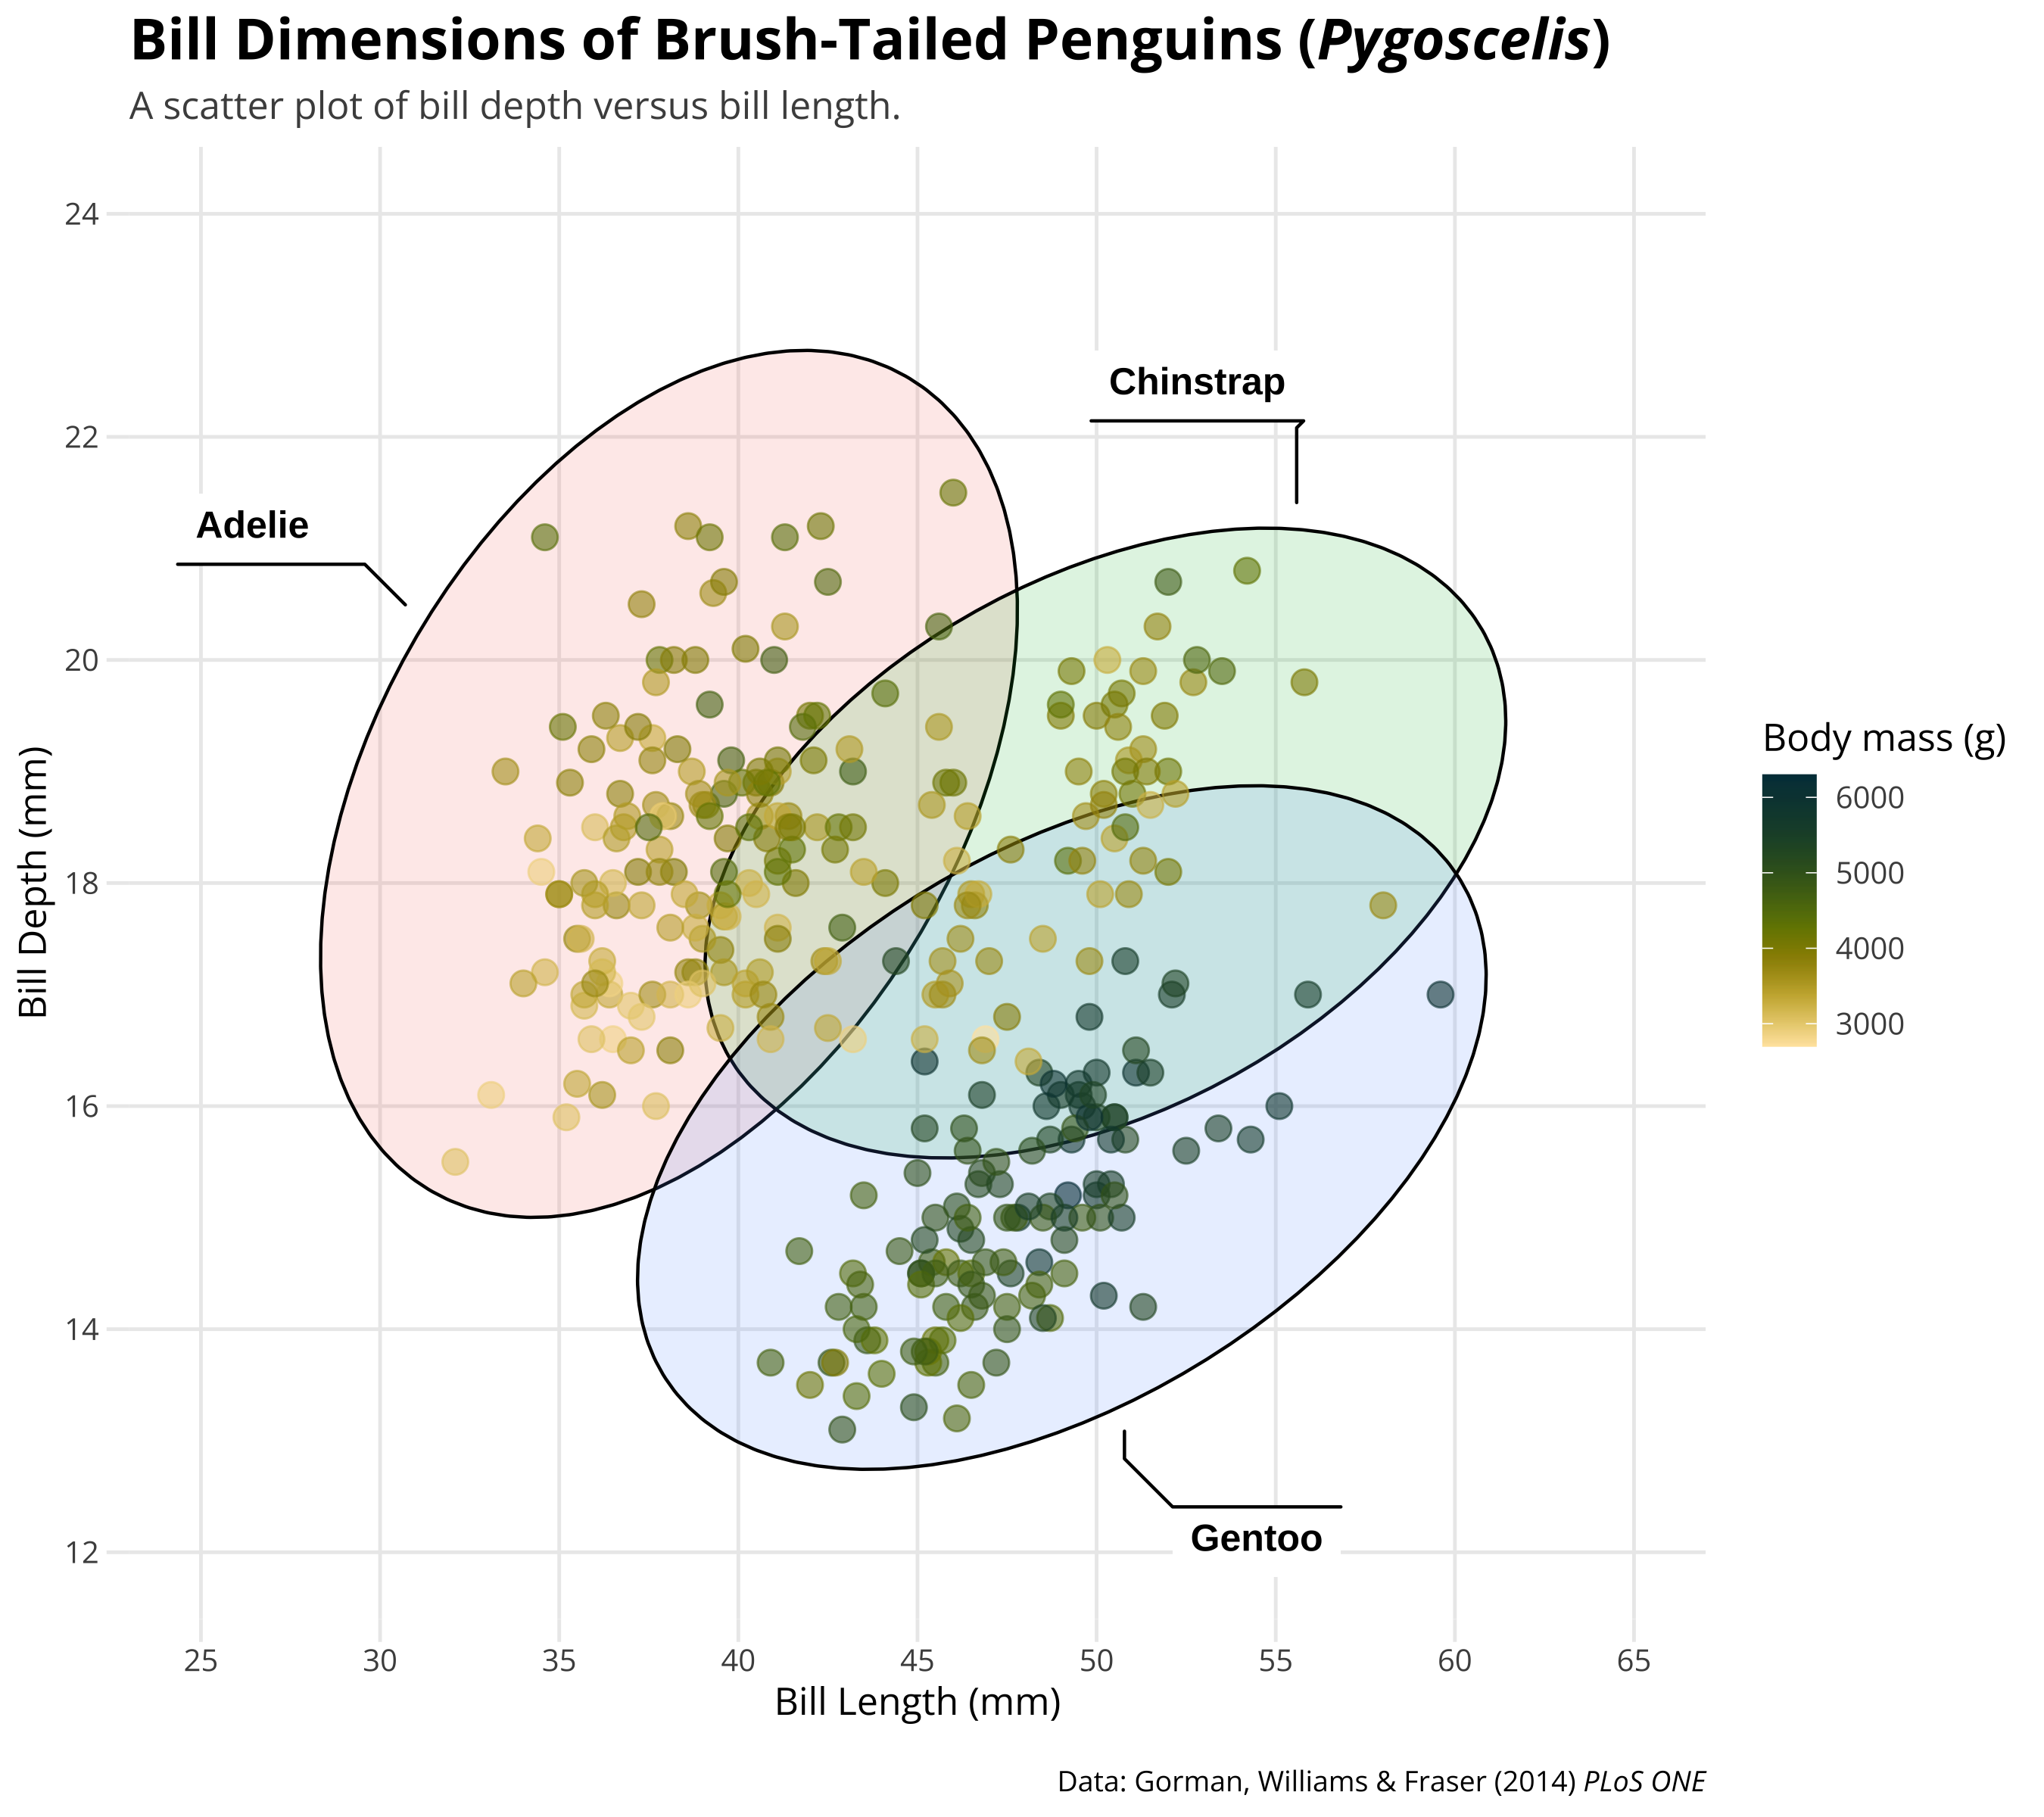 Bill Dimensions of Brush-Tailed Penguins (Pygoscelis)
A scatter plot of bill depth versus bill length.
Bill Depth (mm)
24
22
20
18
16
14
12
Adelie
Chinstrap
Gentoo
25 30 35 40 45 50 55 60 65
Bill Length (mm)
Body mass (g)
6000
5000
4000
3000
Data: Gorman, Williams & Fraser (2014) PLoS ONE